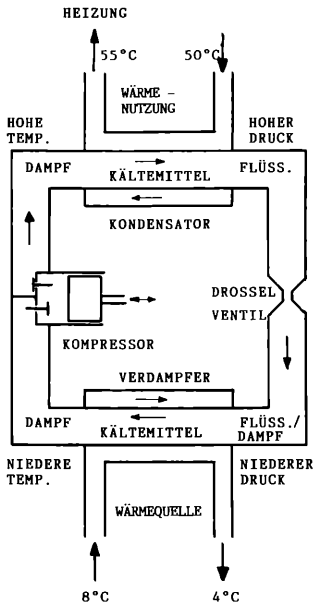 HEIZUNG
55°C 50°C
WÄRME -
NUTZUNG
HOHE
TEMP.
HOHER
DRUCK
DAMPF KÄLTEMITTEL FLÜSS.
KONDENSATOR
DROSSEL
VENTIL
KOMPRESSOR
VERDAMPFER
DAMPF KÄLTEMITTEL FLÜSS./
DAMPF
NIEDERE
TEMP.
NIEDERER
DRUCK
WÄRMEQUELLE
8°C 4°C